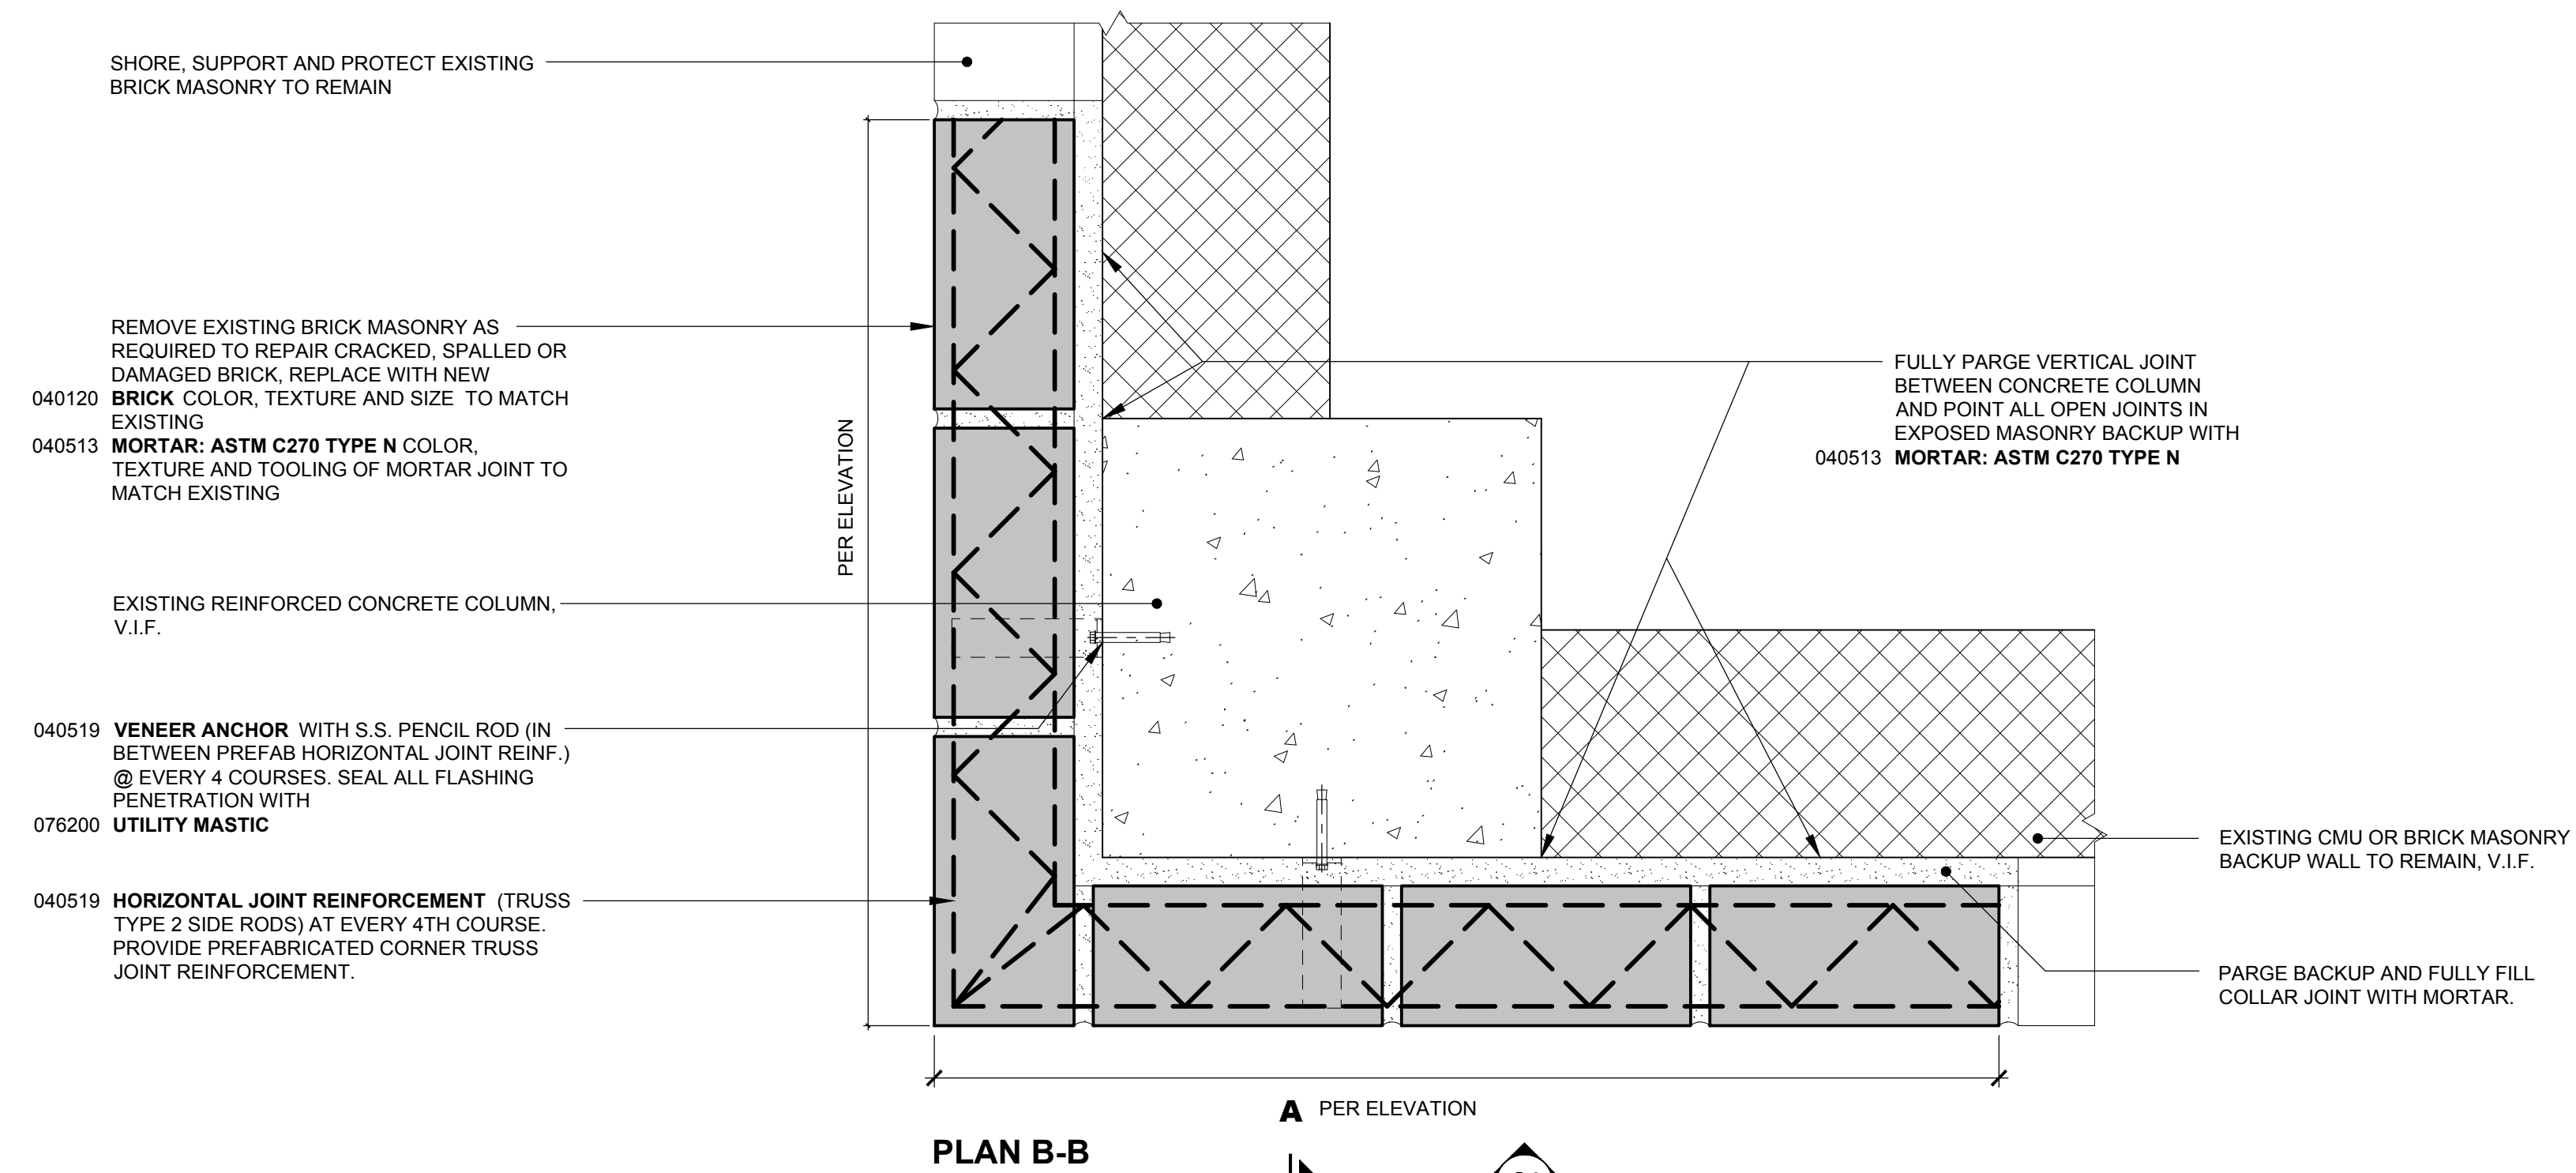 SHORE, SUPPORT AND PROTECT EXISTING
BRICK MASONRY TO REMAIN
REMOVE EXISTING BRICK MASONRY AS
REQUIRED TO REPAIR CRACKED, SPALLED OR
DAMAGED BRICK, REPLACE WITH NEW
040120 BRICK COLOR, TEXTURE AND SIZE TO MATCH
EXISTING
040513 MORTAR: ASTM C270 TYPE N COLOR,
TEXTURE AND TOOLING OF MORTAR JOINT TO
MATCH EXISTING
EXISTING REINFORCED CONCRETE COLUMN,
V.I.F.
040519 VENEER ANCHOR WITH S.S. PENCIL ROD (IN
BETWEEN PREFAB HORIZONTAL JOINT REINF.)
@ EVERY 4 COURSES. SEAL ALL FLASHING
PENETRATION WITH
076200 UTILITY MASTIC
040519 HORIZONTAL JOINT REINFORCEMENT (TRUSS
TYPE 2 SIDE RODS) AT EVERY 4TH COURSE.
PROVIDE PREFABRICATED CORNER TRUSS
JOINT REINFORCEMENT.
PER ELEVATION
FULLY PARGE VERTICAL JOINT
BETWEEN CONCRETE COLUMN
AND POINT ALL OPEN JOINTS IN
EXPOSED MASONRY BACKUP WITH
040513 MORTAR: ASTM C270 TYPE N
EXISTING CMU OR BRICK MASONRY
BACKUP WALL TO REMAIN, V.I.F.
PARGE BACKUP AND FULLY FILL
COLLAR JOINT WITH MORTAR.
A PER ELEVATION
PLAN B-B